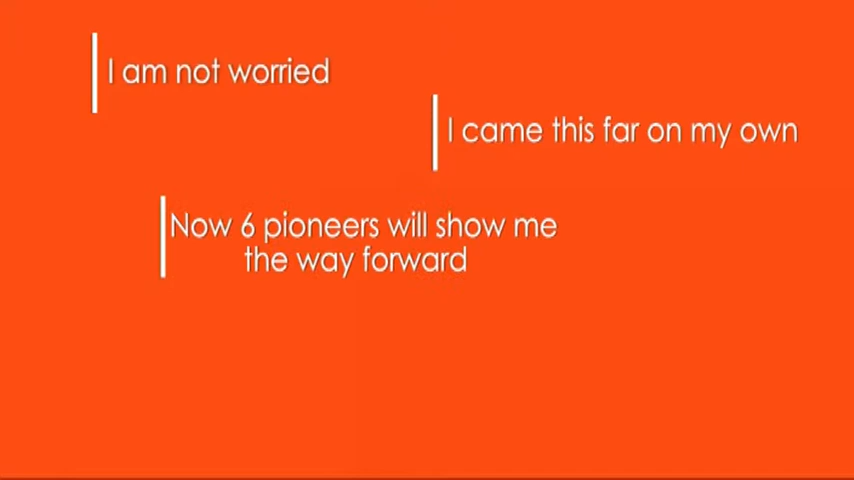 I am not worried
I came this far on my own
Now 6 pioneers will show me
the way forward